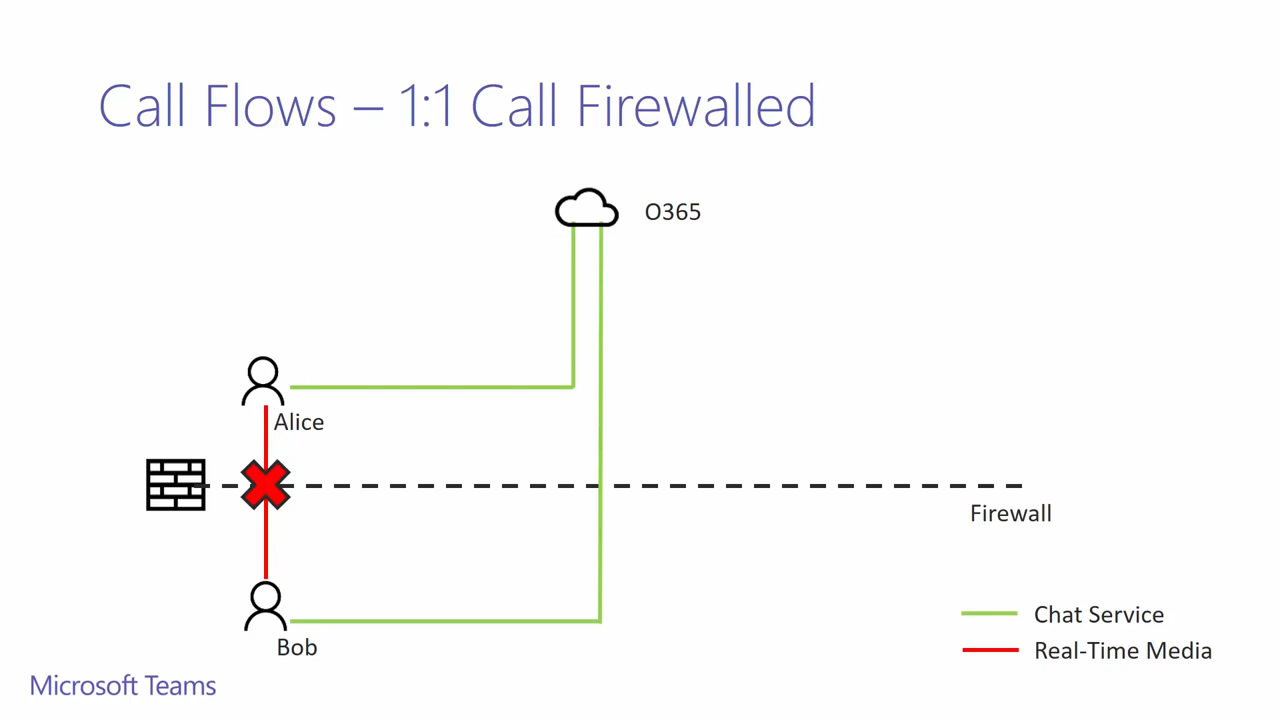 Call Flows – 1:1 Call Firewalled
O365
Alice
Firewall
Bob
Chat Service
Real-Time Media
Microsoft Teams